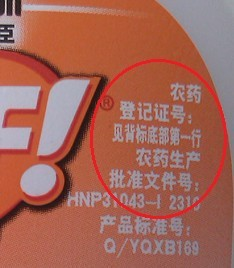 臣
®
农药
登记证号：
见背标底部第一行
农药生产
批准文件号：
HNP31043-I 2310
产品标准号：
Q/YQXB169